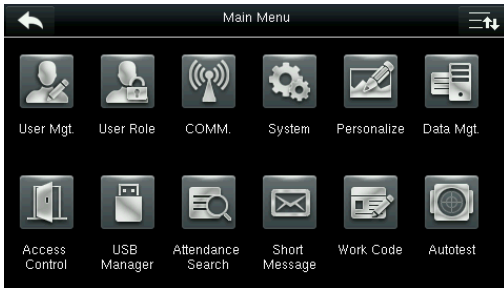 Main Menu
User Mgt. User Role COMM. System Personalize Data Mgt.
Access Control USB Manager Attendance Search Short Message Work Code Autotest